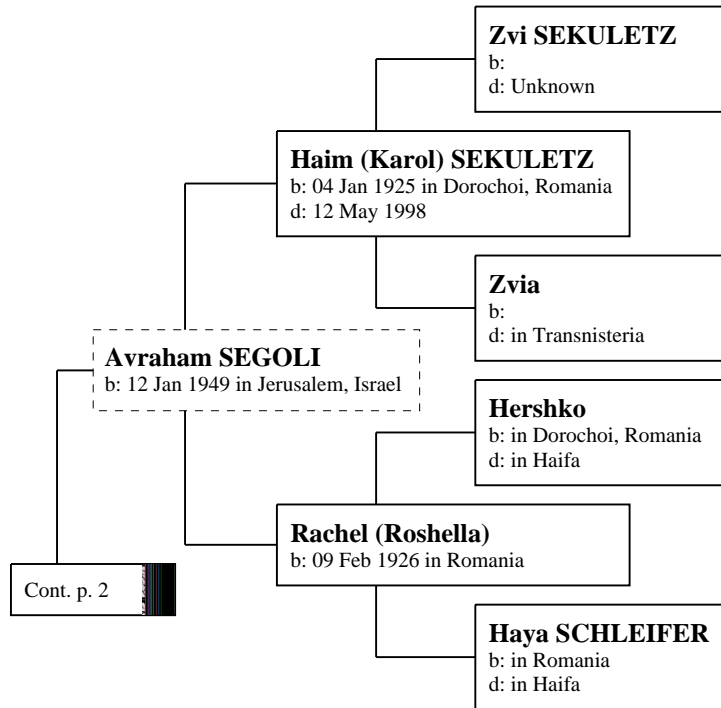 Zvi SEKULETZ
b:
d: Unknown
Haim (Karol) SEKULETZ
b: 04 Jan 1925 in Dorochoi, Romania
d: 12 May 1998
Zvia
b:
d: in Transnisteria
Avraham SEGOLI
b: 12 Jan 1949 in Jerusalem, Israel
Hershko
b: in Dorochoi, Romania
d: in Haifa
Rachel (Roshella)
b: 09 Feb 1926 in Romania
Cont. p. 2
Haya SCHLEIFER
b: in Romania
d: in Haifa